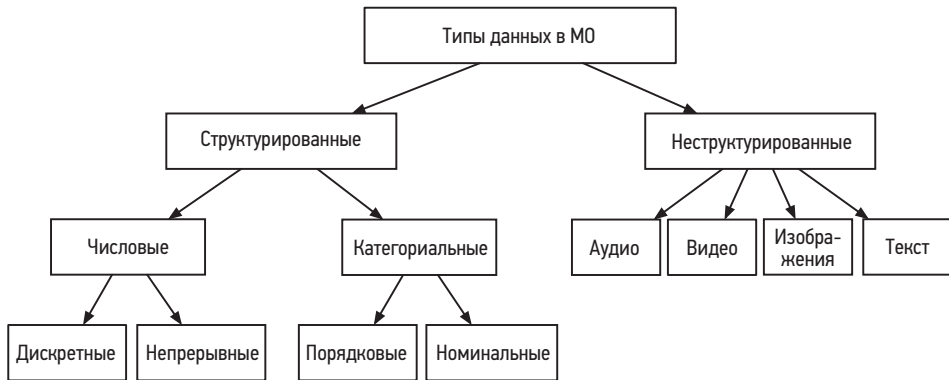 Типы данных в МО
Структурированные
Неструктурированные
Числовые
Категориальные
Аудио
Видео
Изобра-
жения
Текст
Дискретные
Непрерывные
Порядковые
Номинальные